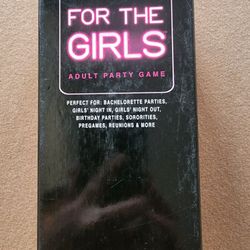 FOR THE
GIRLS
ADULT PARTY GAME
PERFECT FOR: BACHELORETTE PARTIES,
GIRLS' NIGHT IN, GIRLS' NIGHT OUT,
BIRTHDAY PARTIES, SORORITIES,
PREGAMES, REUNIONS & MORE